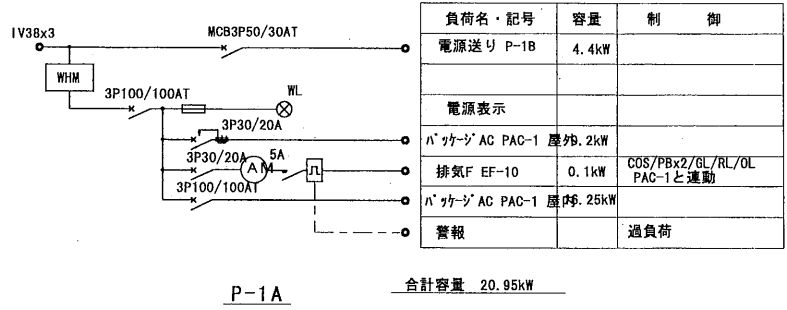 IV38x3
MCB3P50/30AT
WHM
3P100/100AT
WL
3P30/20A
3P30/20A
AM
5A
3P100/100AT
負荷名・記号 容量 制御
電源送り P-1B 4.4kW
電源表示
パッケージAC PAC-1 屋外 .2kW
排気F EF-10 0.1kW COS/PBx2/GL/RL/OL
PAC-1と連動
パッケージAC PAC-1 屋内 6.25kW
警報 過負荷
P-1A
合計容量 20.95kW